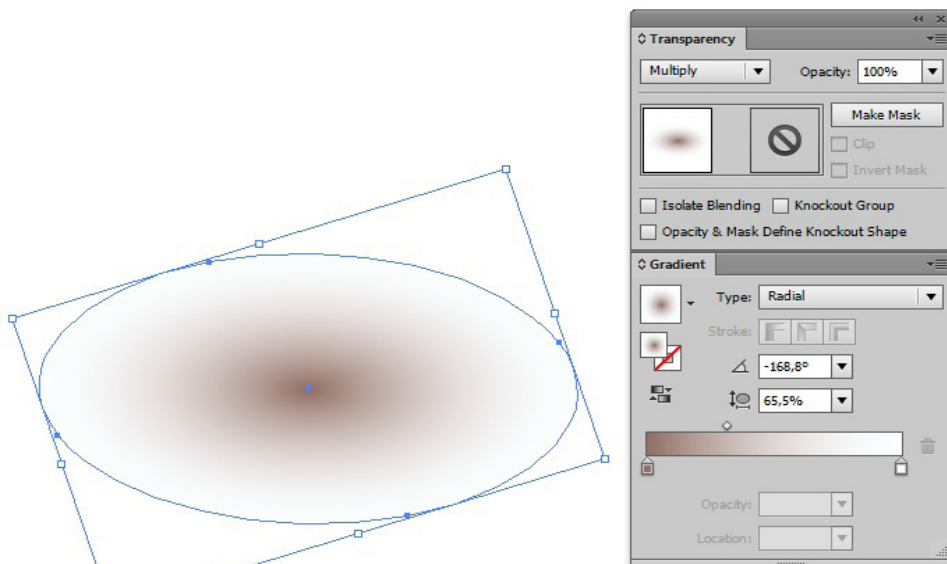 Transparency
Multiply Opacity: 100%
Make Mask
Clip
Invert Mask
Isolate Blending Knockout Group
Opacity & Mask Define Knockout Shape
Gradient
Type: Radial
Stroke:
-168,8°
65,5%
Opacity:
Location: